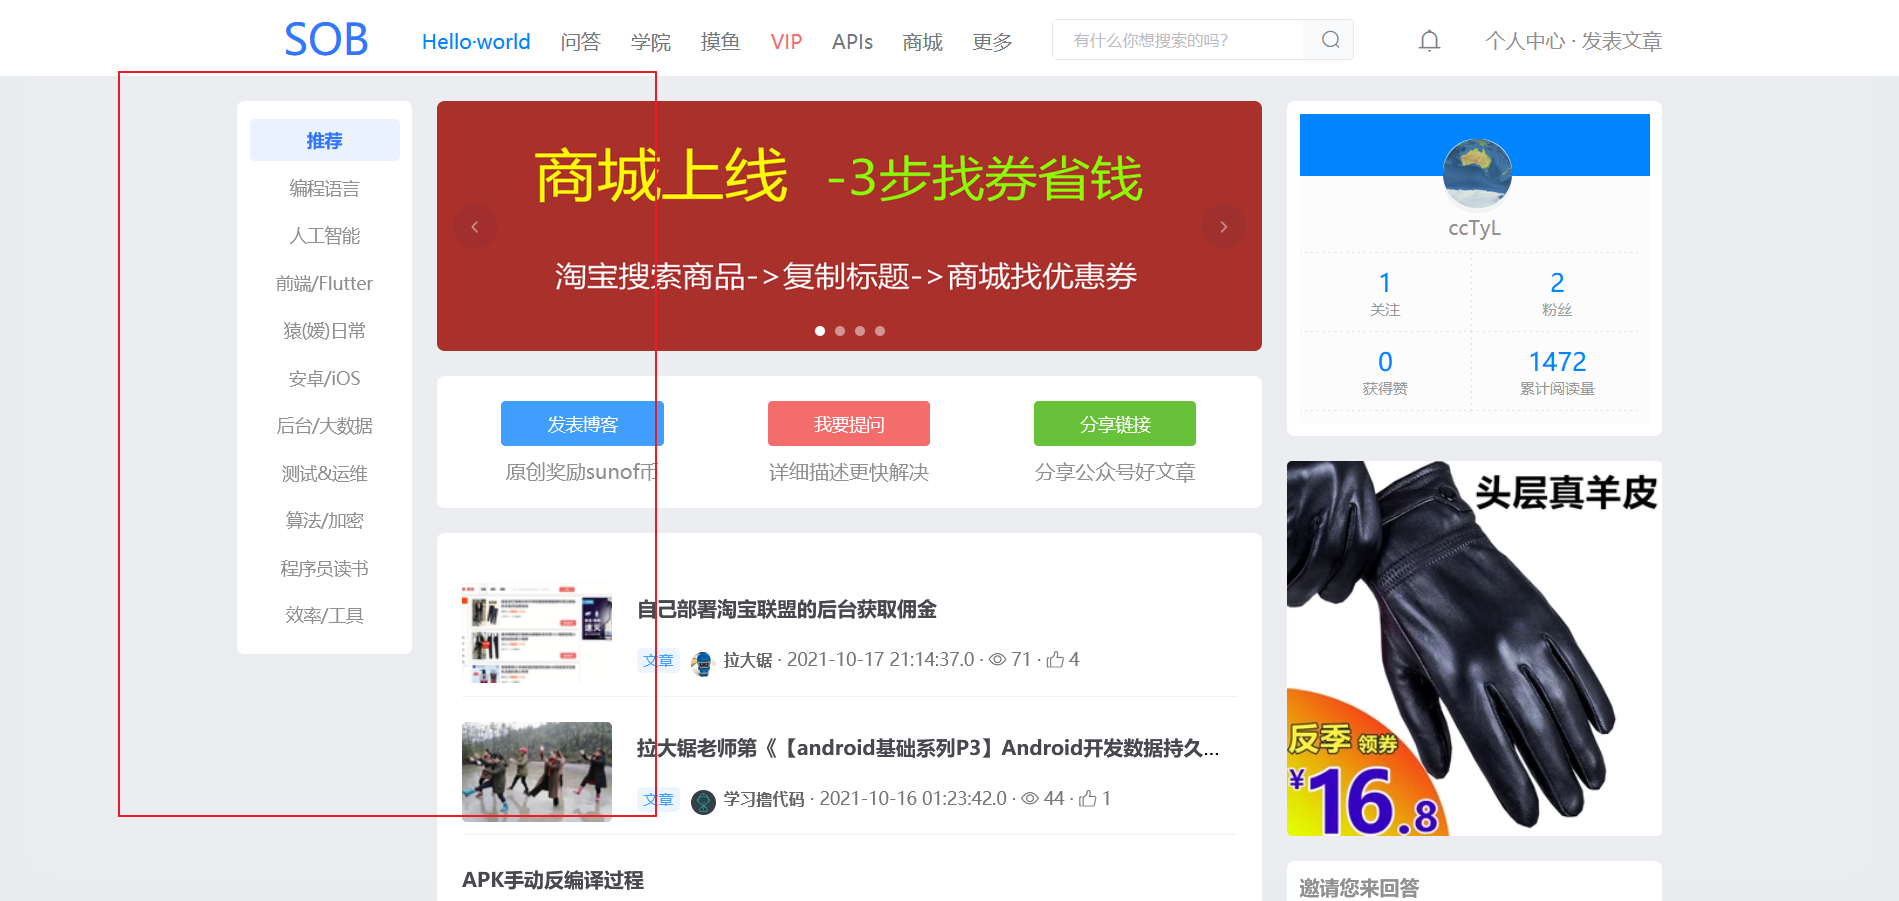 SOB
Hello·world 问答 学院 摸鱼 VIP APIs 商城 更多
有什么你想搜索的吗?
个人中心 · 发表文章
推荐
编程语言
人工智能
前端/Flutter
猿(媛)日常
安卓/iOS
后台/大数据
测试&运维
算法/加密
程序员读书
效率/工具
商城上线 -3步找券省钱
淘宝搜索商品->复制标题->商城找优惠券
发表博客 我要提问 分享链接
原创奖励sunof币 详细描述更快解决 分享公众号好文章
自己部署淘宝联盟的后台获取佣金
文章 拉大锯 · 2021-10-17 21:14:37.0 · 71 · 4
拉大锯老师第《【android基础系列P3】Android开发数据持久...
文章 学习撸代码 · 2021-10-16 01:23:42.0 · 44 · 1
APK手动反编译过程
ccTyL
1 2
关注 粉丝
0 1472
获得赞 累计阅读量
头层真羊皮
反季 领券
¥16.8
邀请您来回答